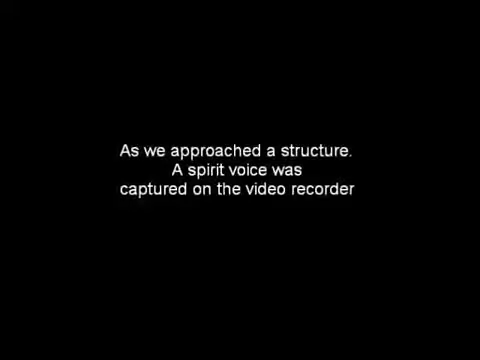 As we approached a structure.
A spirit voice was
captured on the video recorder